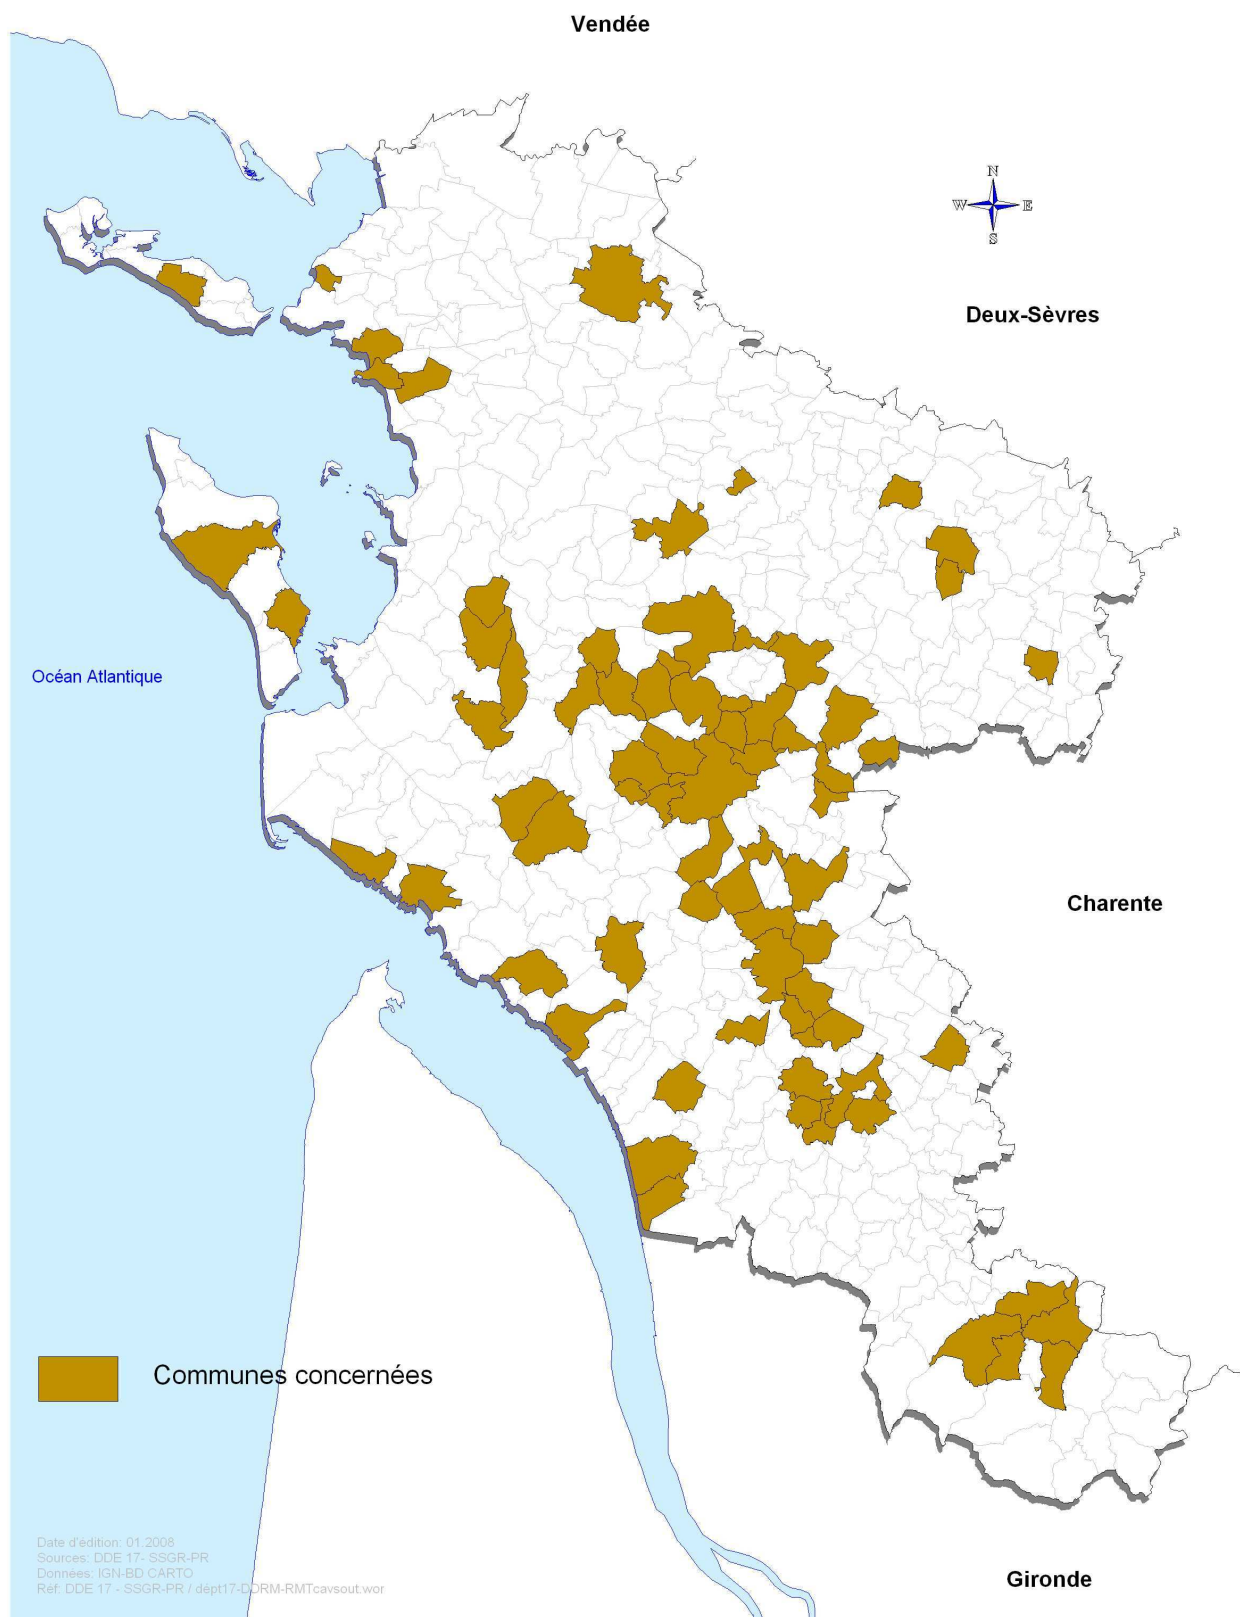 Vendée
N
W E
S
Deux-Sèvres
Océan Atlantique
Charente
Communes concernées
Date d'édition: 01.2008
Sources: DDE 17- SSGR-PR
Données: IGN-BD CARTO
Réf: DDE 17 - SSGR-PR / dept17-DDRM-RMTcavsout.wor
Gironde